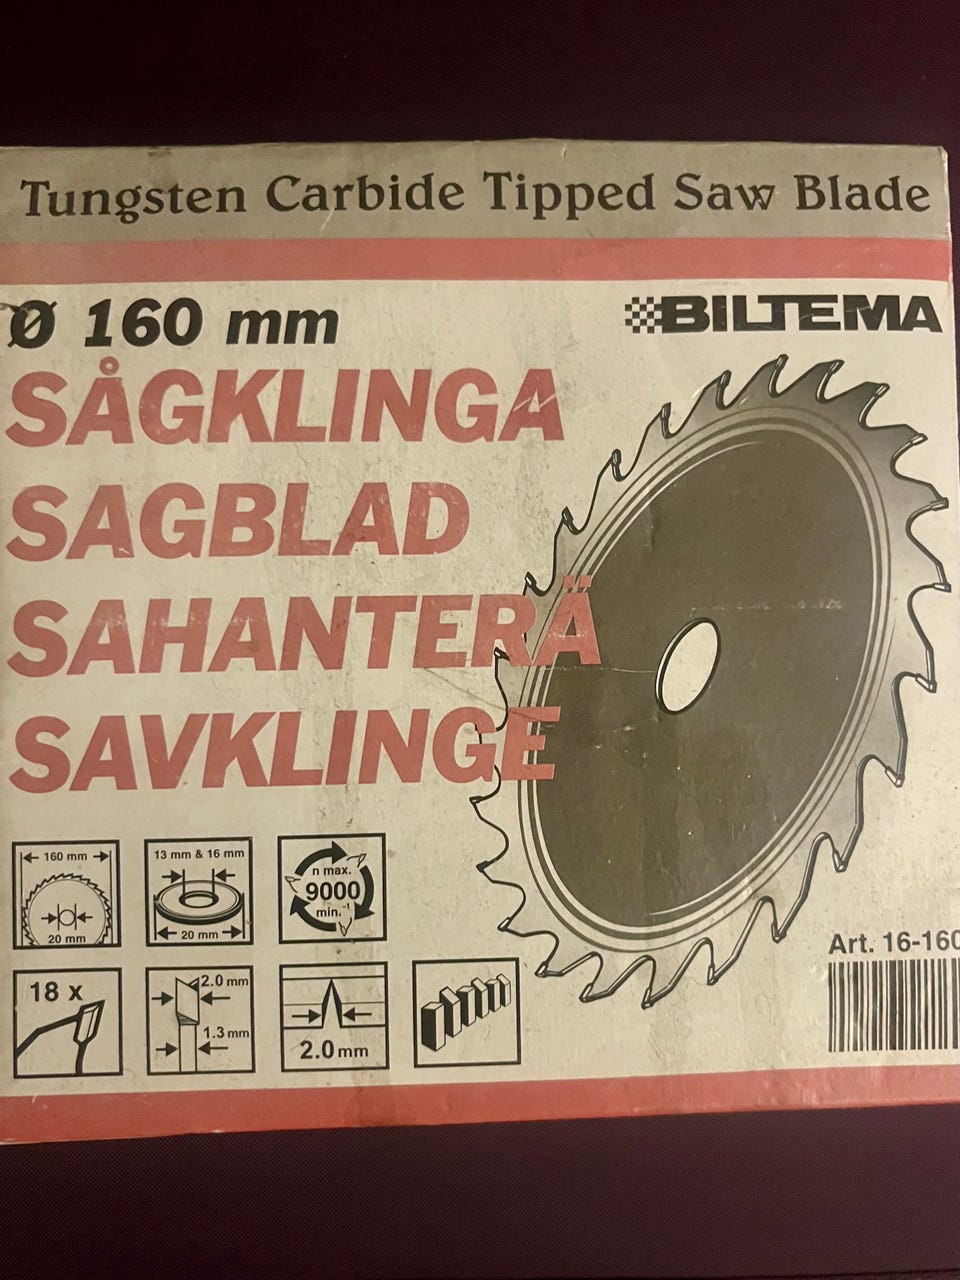 Tungsten Carbide Tipped Saw Blade
Ø 160 mm
BILTEMA
SÅGKLINGA
SAGBLAD
SAHANTERÄ
SAVKLINGE
160 mm
20 mm
13 mm & 16 mm
20 mm
n max.
9000
min.⁻¹
Art. 16-160
18 x
2.0 mm
1.3 mm
2.0 mm